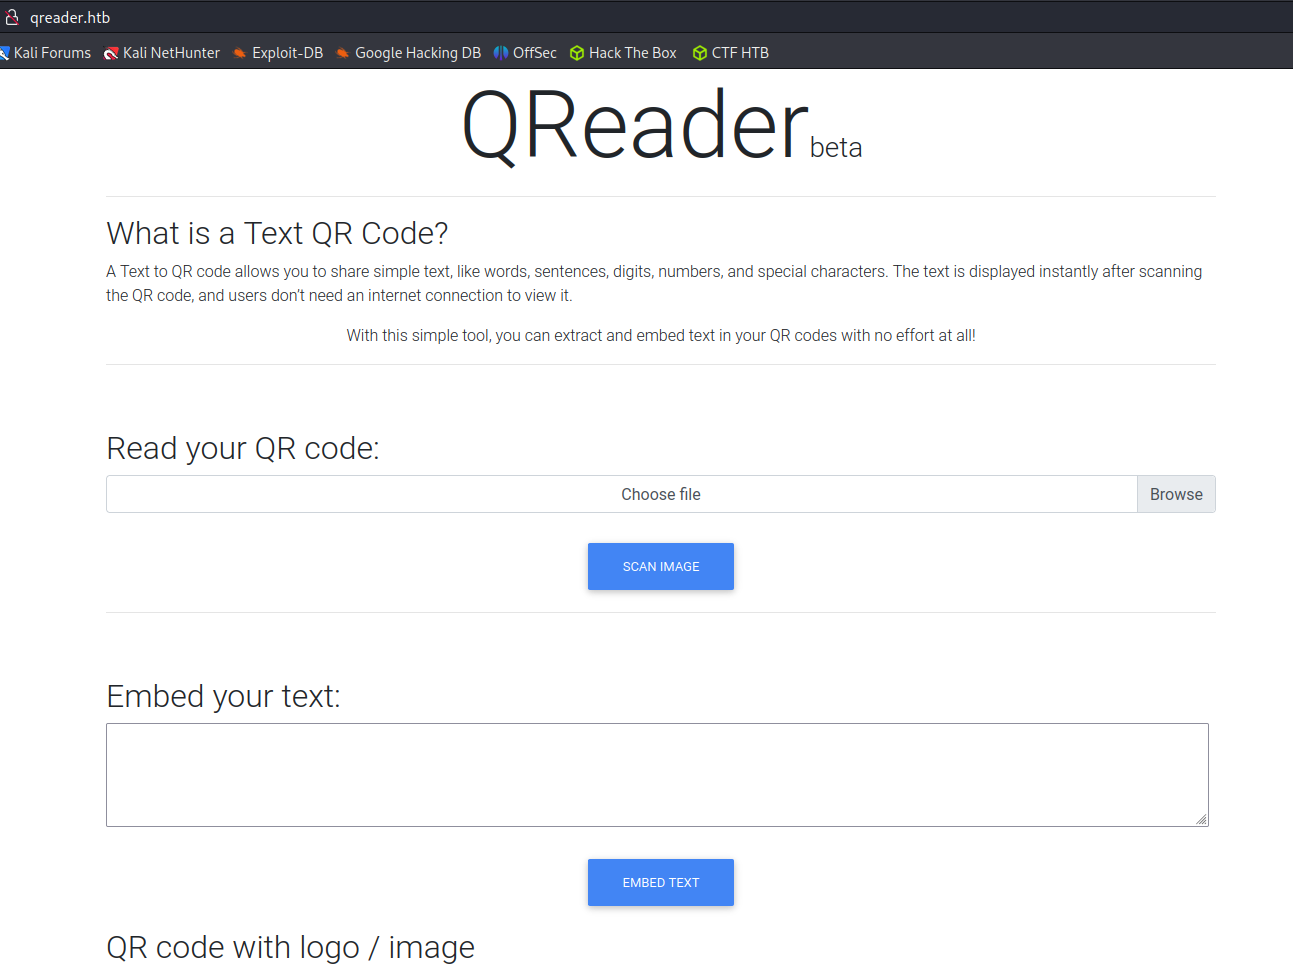 qreader.htb
Kali Forums Kali NetHunter Exploit-DB Google Hacking DB OffSec Hack The Box CTF HTB
QReader beta
What is a Text QR Code?
A Text to QR code allows you to share simple text, like words, sentences, digits, numbers, and special characters. The text is displayed instantly after scanning
the QR code, and users don’t need an internet connection to view it.
With this simple tool, you can extract and embed text in your QR codes with no effort at all!
Read your QR code:
Choose file Browse
SCAN IMAGE
Embed your text:
EMBED TEXT
QR code with logo / image